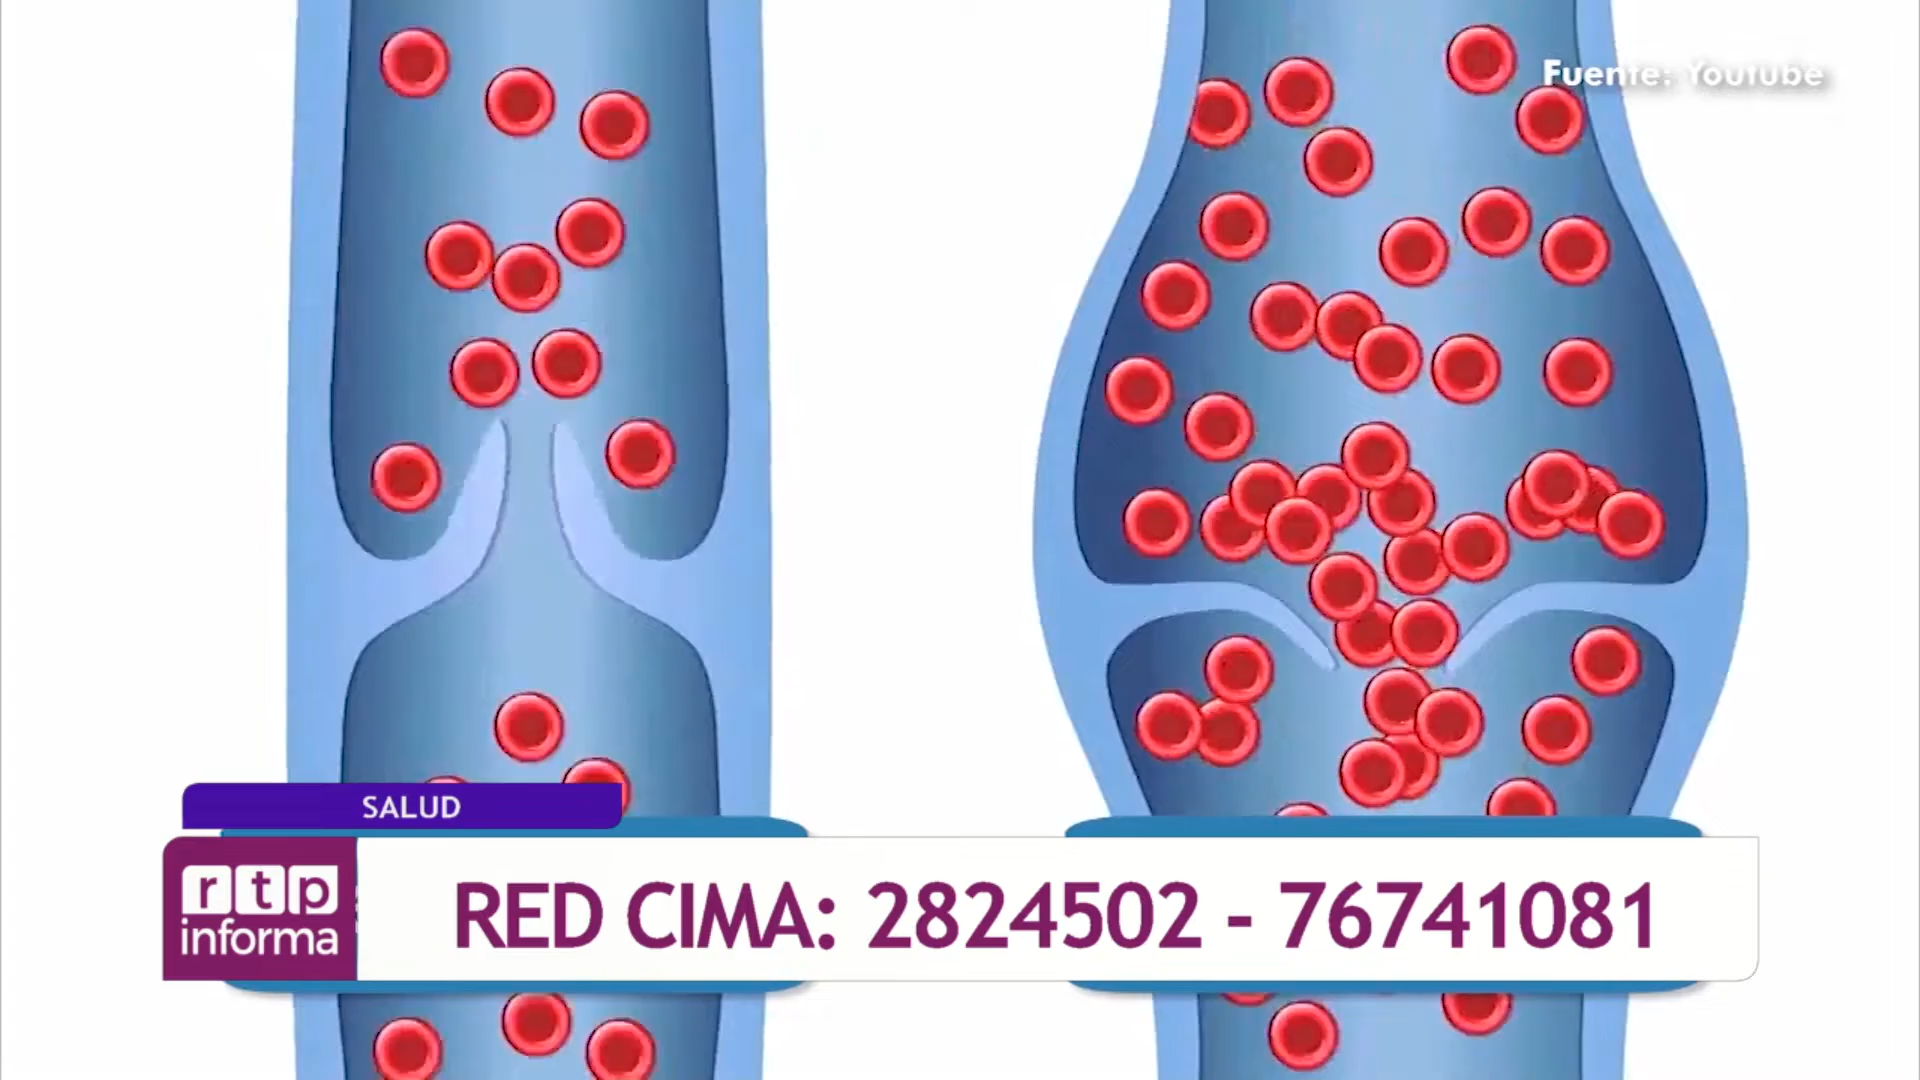 Fuente: Youtube
SALUD
rtp
informa
RED CIMA: 2824502 - 76741081